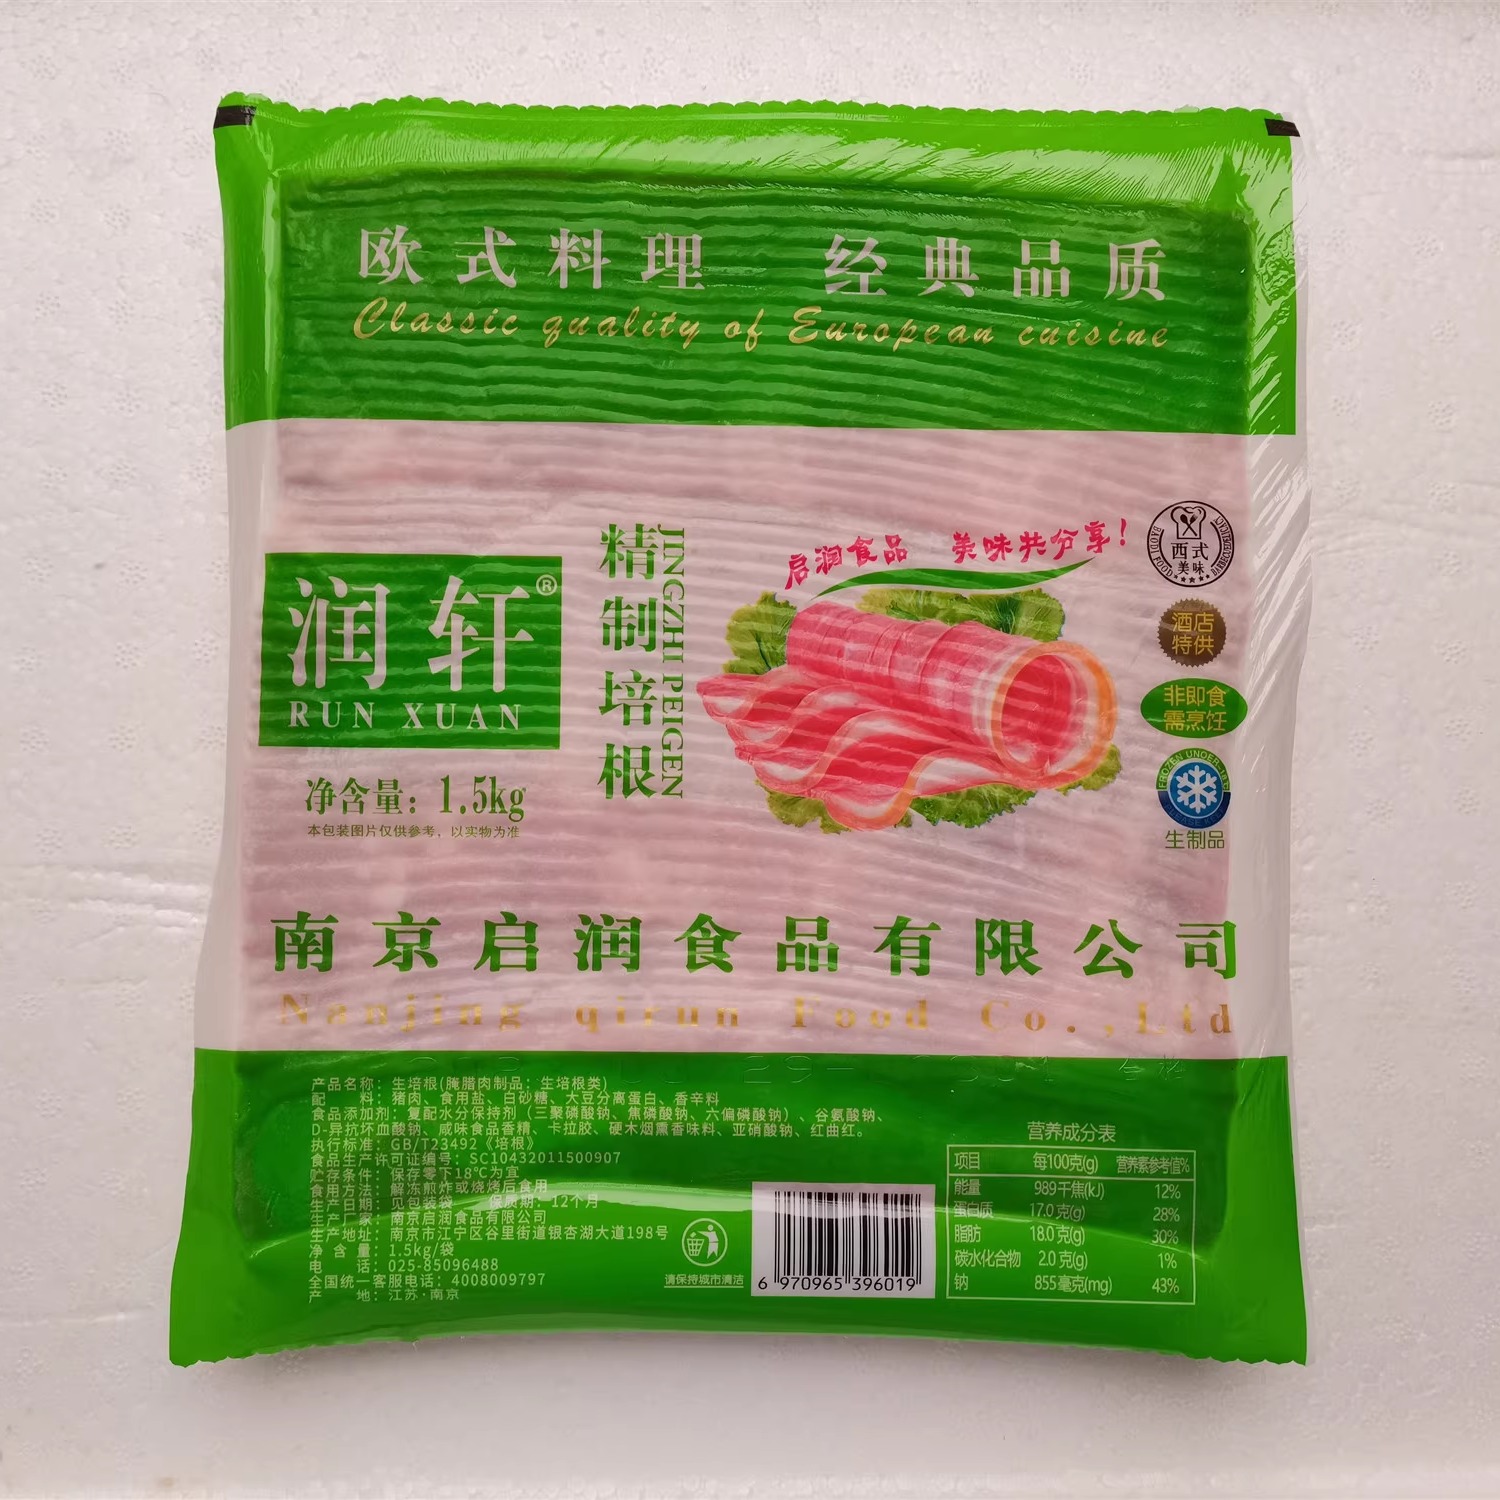 欧式料理 经典品质
Classic quality of European cuisine
润轩®
RUN XUAN
净含量：1.5kg
本包装图片仅供参考，以实物为准
精制培根
JINGZHI PEIGEN
启润食品 美味共分享！
西式
美味
酒店
特供
非即食
需烹饪
生制品
南京启润食品有限公司
Nanjing qirun Food Co.,Ltd
产品名称：生培根(腌腊肉制品：生培根类)
配 料：猪肉、食用盐、白砂糖、大豆分离蛋白、香辛料
食品添加剂：复配水分保持剂（三聚磷酸钠、焦磷酸钠、六偏磷酸钠）、谷氨酸钠、
D-异抗坏血酸钠、咸味食品香精、卡拉胶、硬木烟熏香味料、亚硝酸钠、红曲红。
执行标准：GB/T23492《培根》
食品生产许可证编号：SC10432011500907
贮存条件：保存零下18℃为宜
食用方法：解冻煎炸或烧烤后食用
生产日期：见包装袋 保质期：12个月
生产厂家：南京启润食品有限公司
生产地址：南京市江宁区谷里街道银杏湖大道198号
净 含 量：1.5kg/袋
电 话：025-85096488
全国统一客服电话：4008009797
产 地：江苏·南京
请保持城市清洁
6 970965 396019
营养成分表
项目 每100克(g) 营养素参考值%
能量 989千焦(kJ) 12%
蛋白质 17.0克(g) 28%
脂肪 18.0克(g) 30%
碳水化合物 2.0克(g) 1%
钠 855毫克(mg) 43%